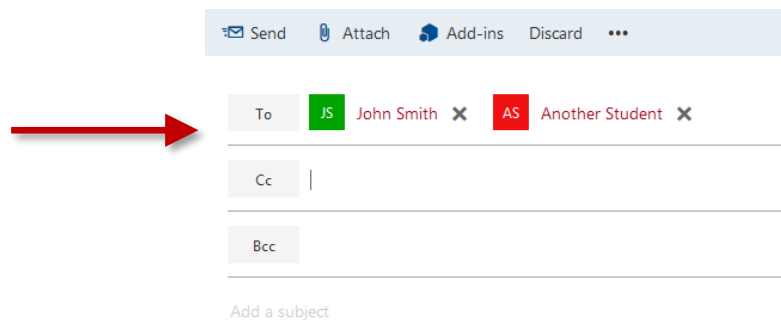 Send Attach Add-ins Discard •••
To JS John Smith AS Another Student
Cc
Bcc
Add a subject